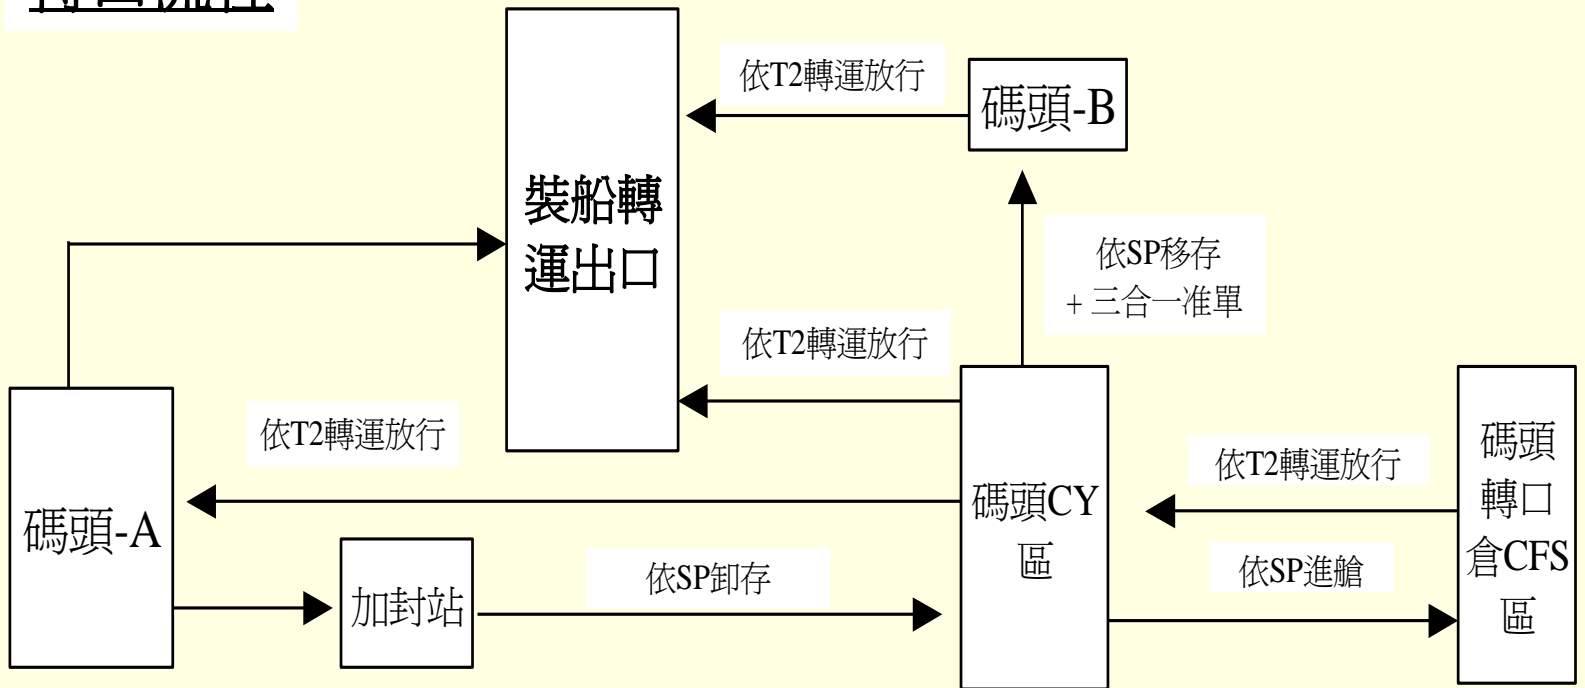 依T2轉運放行
碼頭-B
裝船轉
運出口
依SP移存
+ 三合一准單
依T2轉運放行
依T2轉運放行
碼頭
轉口
倉CFS
區
依T2轉運放行
碼頭CY
區
碼頭-A
依SP卸存
依SP進艙
加封站